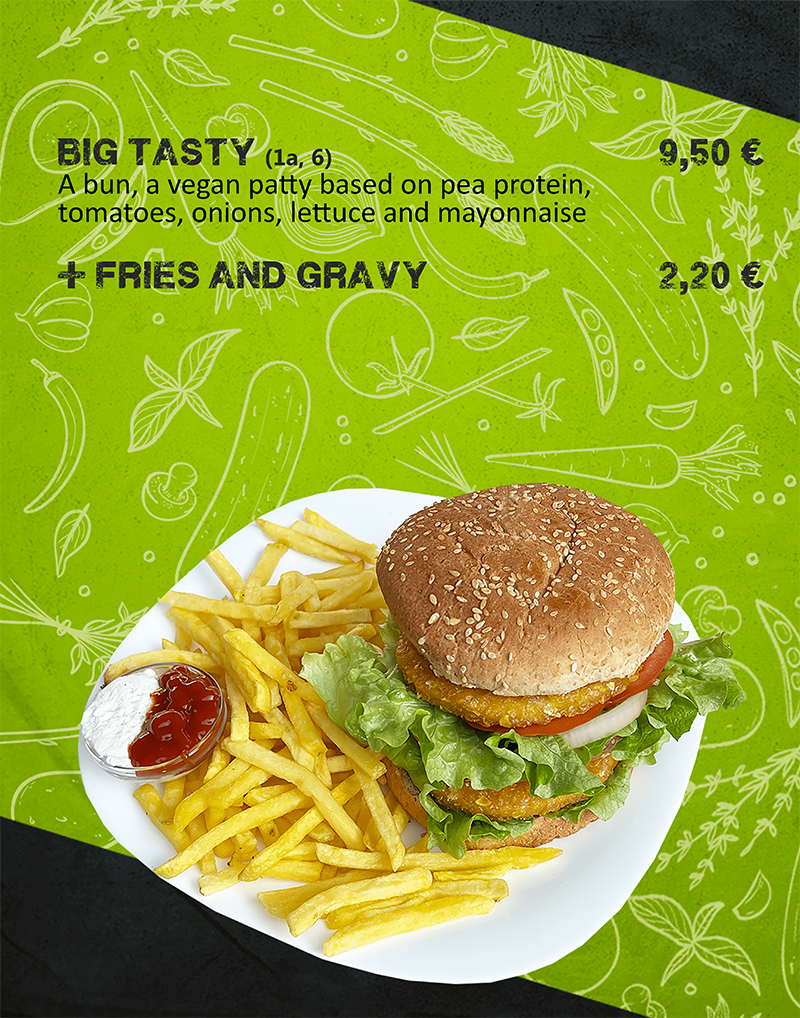 BIG TASTY (1a, 6) 9,50 €
A bun, a vegan patty based on pea protein,
tomatoes, onions, lettuce and mayonnaise
+ FRIES AND GRAVY 2,20 €